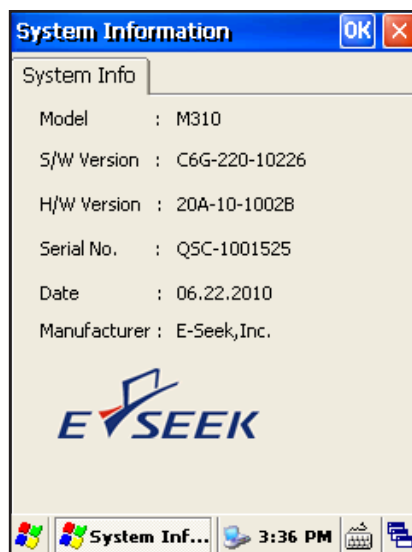 System Information OK
System Info
Model : M310
S/W Version : C6G-220-10226
H/W Version : 20A-10-1002B
Serial No. : QSC-1001525
Date : 06.22.2010
Manufacturer : E-Seek,Inc.
E SEEK
System Inf... 3:36 PM